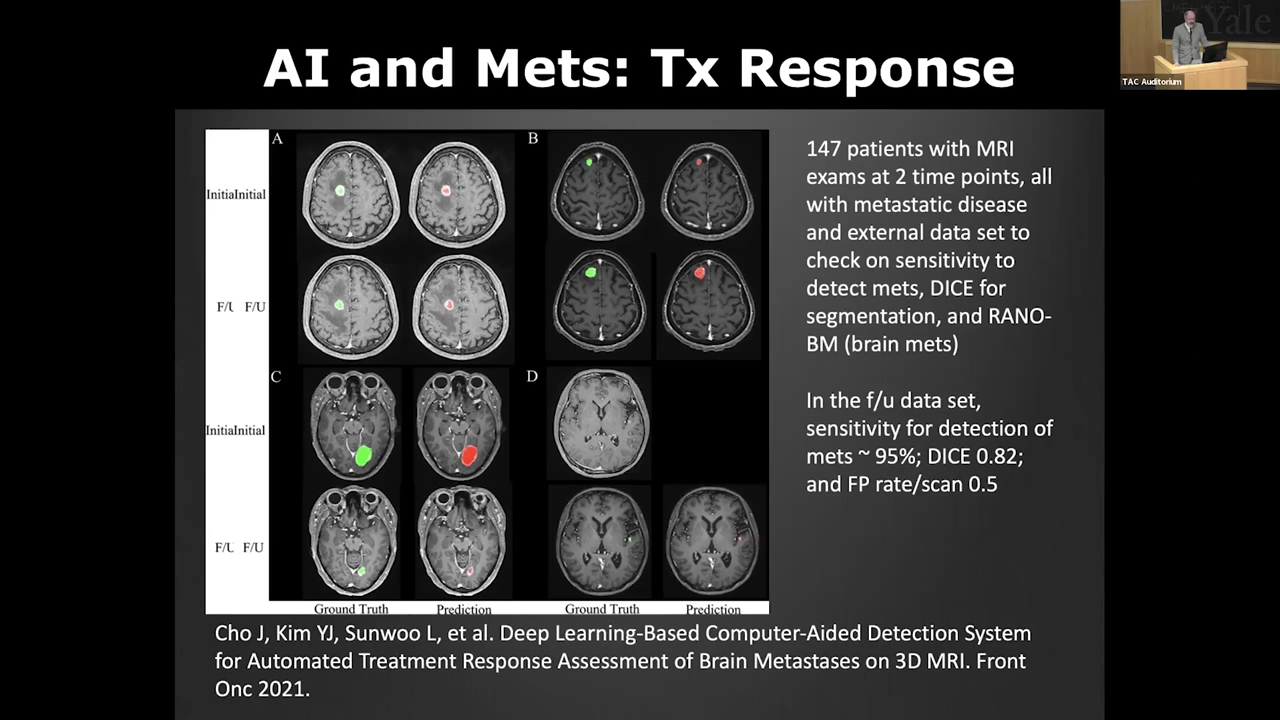 AI and Mets: Tx Response
Yale
TAC Auditorium
A
B
InitiaInitial
F/U F/U
C
D
InitiaInitial
F/U F/U
Ground Truth Prediction Ground Truth Prediction
147 patients with MRI
exams at 2 time points, all
with metastatic disease
and external data set to
check on sensitivity to
detect mets, DICE for
segmentation, and RANO-
BM (brain mets)
In the f/u data set,
sensitivity for detection of
mets ~ 95%; DICE 0.82;
and FP rate/scan 0.5
Cho J, Kim YJ, Sunwoo L, et al. Deep Learning-Based Computer-Aided Detection System
for Automated Treatment Response Assessment of Brain Metastases on 3D MRI. Front
Onc 2021.